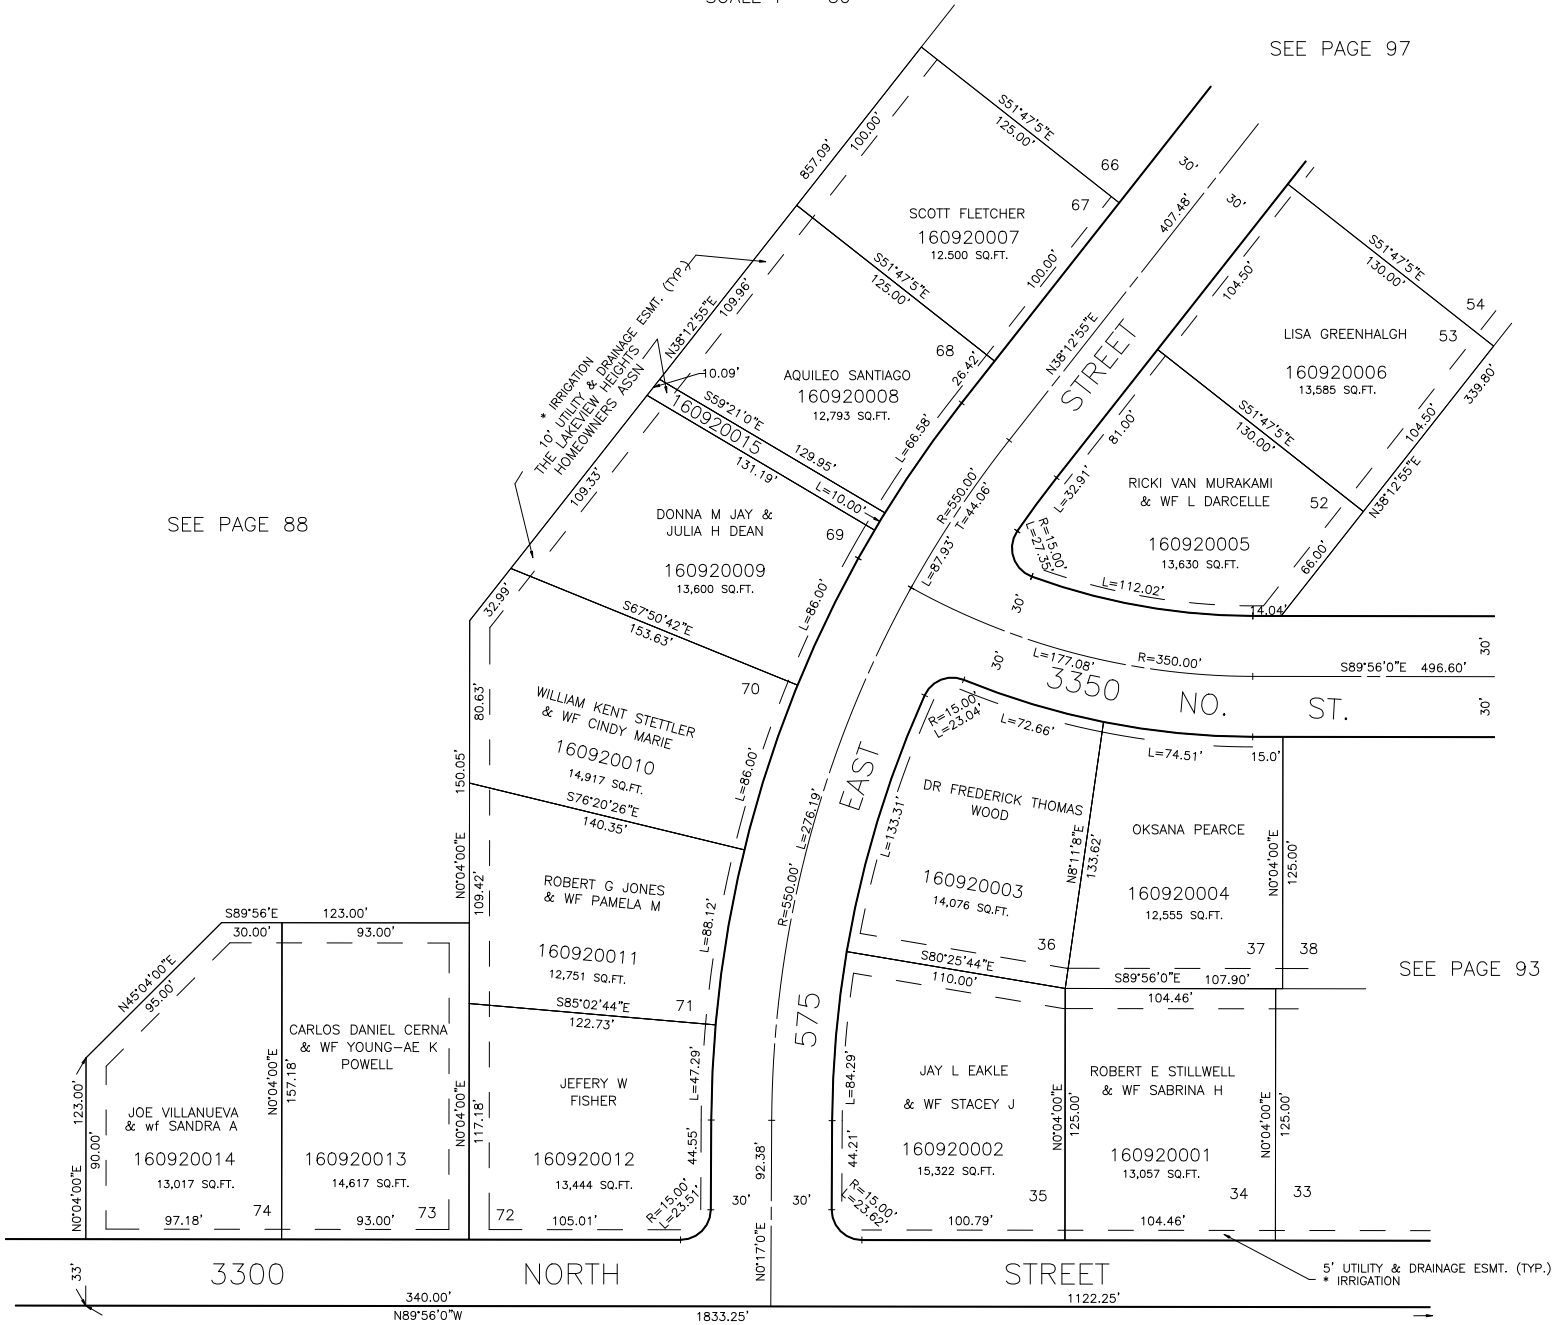 SEE PAGE 97
S51°47'5"E
125.00'
100.00'
857.09'
66
67
30'
30'
407.48'
SCOTT FLETCHER
160920007
12.500 SQ.FT.
100.00'
S51°47'5"E
125.00'
N38°12'55"E
109.96'
* IRRIGATION
10' UTILITY & DRAINAGE ESMT. (TYP.)
THE LAKEVIEW HEIGHTS
HOMEOWNERS ASSN
68
26.42'
AQUILEO SANTIAGO
160920008
12,793 SQ.FT.
L=66.58'
10.09'
S59°21'0"E
129.95'
160920015
131.19'
L=10.00'
N38°12'55"E
STREET
104.50'
S51°47'5"E
130.00'
54
53
LISA GREENHALGH
160920006
13,585 SQ.FT.
339.80'
104.50'
N38°12'55"E
S51°47'5"E
130.00'
81.00'
L=32.91'
RICKI VAN MURAKAMI
& WF L DARCELLE
52
160920005
13,630 SQ.FT.
66.00'
R=15.00'
L=27.35'
L=112.02'
14.04'
R=550.00'
T=44.06'
L=87.93'
SEE PAGE 88
109.33'
DONNA M JAY &
JULIA H DEAN
69
160920009
13,600 SQ.FT.
L=86.00'
32.99'
S67°50'42"E
153.63'
30'
30'
L=177.08'
R=350.00'
S89°56'0"E 496.60'
30'
30'
3350 NO. ST.
80.63'
150.05'
70
WILLIAM KENT STETTLER
& WF CINDY MARIE
160920010
14,917 SQ.FT.
L=86.00'
S76°20'26"E
140.35'
R=15.00'
L=23.04'
L=72.66'
L=74.51'
15.0'
EAST
L=276.19'
L=133.31'
DR FREDERICK THOMAS
WOOD
160920003
14,076 SQ.FT.
36
N8°11'8"E
133.62'
OKSANA PEARCE
160920004
12,555 SQ.FT.
37
38
N0°04'00"E
125.00'
N0°04'00"E
109.42'
ROBERT G JONES
& WF PAMELA M
160920011
12,751 SQ.FT.
L=88.12'
R=550.00'
S85°02'44"E
122.73'
71
S80°25'44"E
110.00'
S89°56'0"E
107.90'
104.46'
SEE PAGE 93
S89°56'E
123.00'
30.00'
93.00'
N45°04'00"E
95.00'
575
CARLOS DANIEL CERNA
& WF YOUNG-AE K
POWELL
N0°04'00"E
157.18'
160920013
14,617 SQ.FT.
93.00'
73
123.00'
N0°04'00"E
90.00'
JOE VILLANUEVA
& wf SANDRA A
160920014
13,017 SQ.FT.
97.18'
74
N0°04'00"E
117.18'
JEFERY W
FISHER
160920012
13,444 SQ.FT.
72
105.01'
L=47.29'
44.55'
R=15.00'
L=23.51'
92.38'
30'
30'
N0°17'0"E
L=84.29'
44.21'
R=15.00'
L=23.62'
JAY L EAKLE
& WF STACEY J
160920002
15,322 SQ.FT.
35
100.79'
N0°04'00"E
125.00'
ROBERT E STILLWELL
& WF SABRINA H
160920001
13,057 SQ.FT.
34
104.46'
N0°04'00"E
125.00'
33
33'
3300 NORTH STREET
5' UTILITY & DRAINAGE ESMT. (TYP.)
* IRRIGATION
340.00'
1122.25'
N89°56'0"W
1833.25'